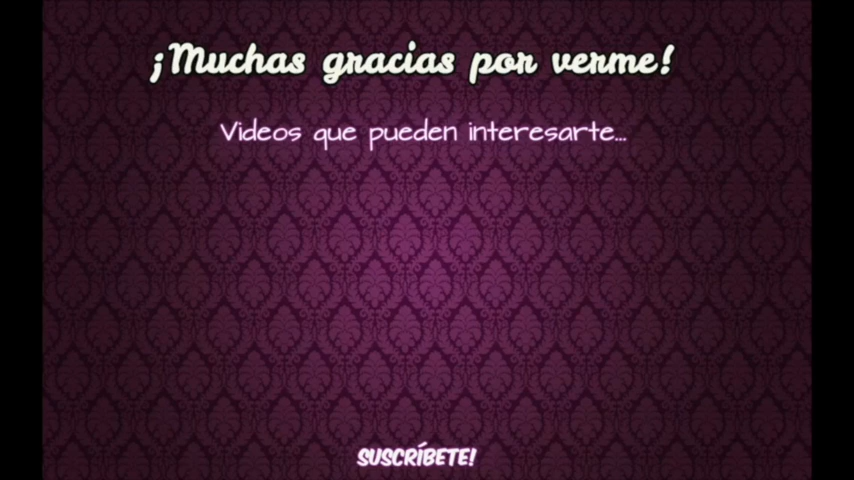 ¡Muchas gracias por verme!
Videos que pueden interesarte...
SUSCRÍBETE!